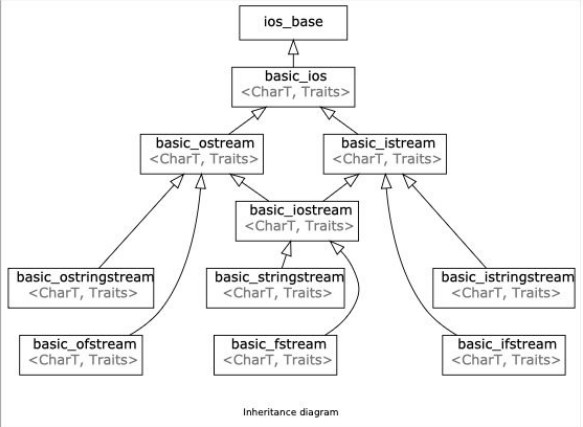 ios_base
basic_ios
<CharT, Traits>
basic_ostream
<CharT, Traits>
basic_istream
<CharT, Traits>
basic_iostream
<CharT, Traits>
basic_ostringstream
<CharT, Traits>
basic_stringstream
<CharT, Traits>
basic_istringstream
<CharT, Traits>
basic_ofstream
<CharT, Traits>
basic_fstream
<CharT, Traits>
basic_ifstream
<CharT, Traits>
Inheritance diagram